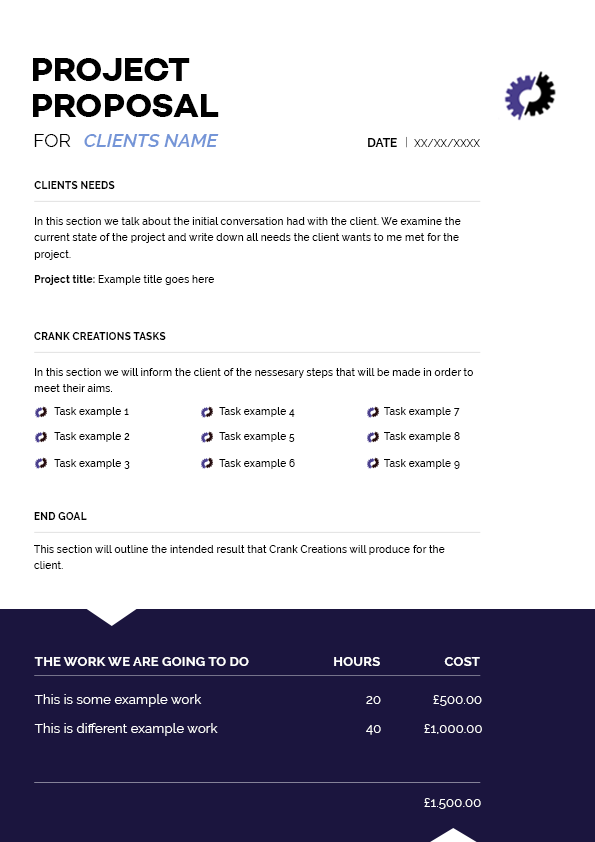 PROJECT
PROPOSAL
FOR CLIENTS NAME
DATE | XX/XX/XXXX
CLIENTS NEEDS
In this section we talk about the initial conversation had with the client. We examine the
current state of the project and write down all needs the client wants to me met for the
project.
Project title: Example title goes here
CRANK CREATIONS TASKS
In this section we will inform the client of the nessesary steps that will be made in order to
meet their aims.
Task example 1 Task example 4 Task example 7
Task example 2 Task example 5 Task example 8
Task example 3 Task example 6 Task example 9
END GOAL
This section will outline the intended result that Crank Creations will produce for the
client.
THE WORK WE ARE GOING TO DO HOURS COST
This is some example work 20 £500.00
This is different example work 40 £1,000.00
£1.500.00